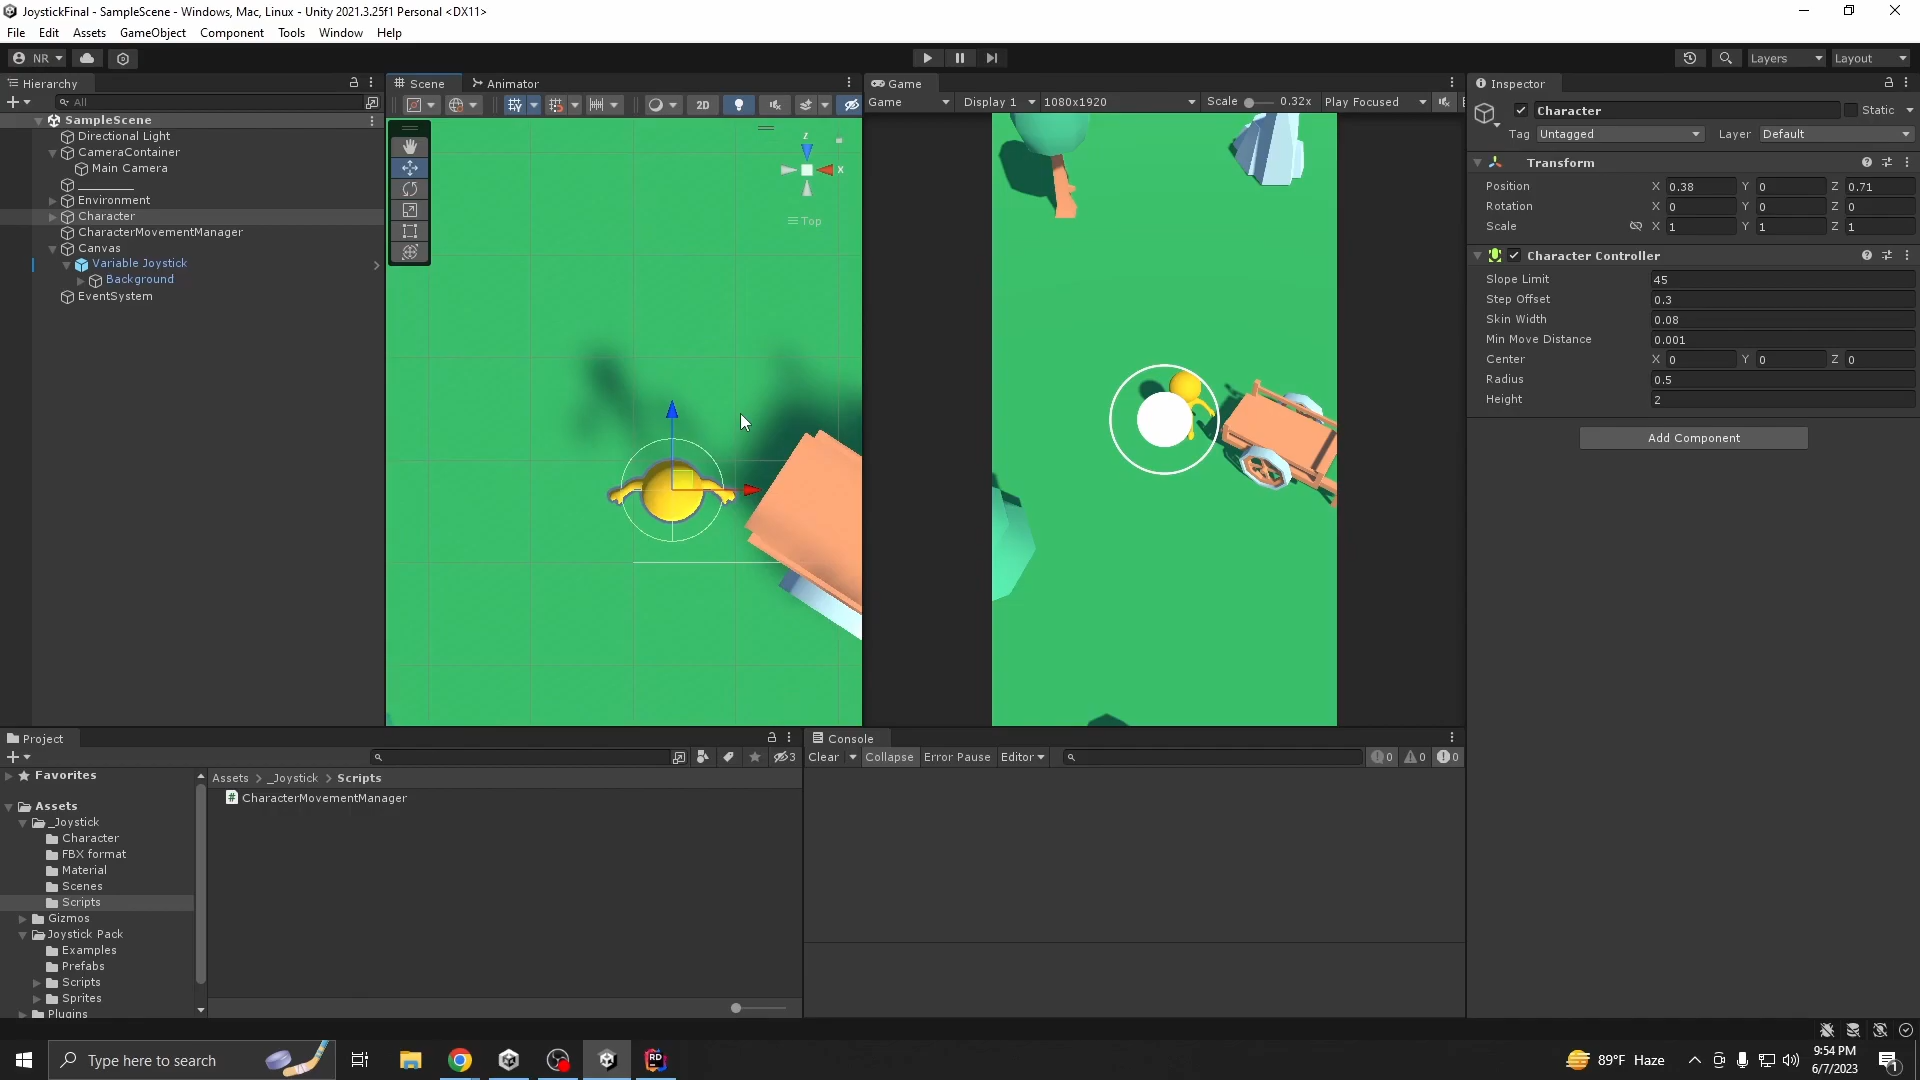 JoystickFinal - SampleScene - Windows, Mac, Linux - Unity 2021.3.25f1 Personal <DX11>
File Edit Assets GameObject Component Tools Window Help
NR Layers Layout
Hierarchy
All
SampleScene
Directional Light
CameraContainer
Main Camera
__________
Environment
Character
CharacterMovementManager
Canvas
Variable Joystick
Background
EventSystem
Scene Animator
2D
z
x
Top
Game
Game Display 1 1080x1920 Scale 0.32x Play Focused
Inspector
Character Static
Tag Untagged Layer Default
Transform
Position X 0.38 Y 0 Z 0.71
Rotation X 0 Y 0 Z 0
Scale X 1 Y 1 Z 1
Character Controller
Slope Limit 45
Step Offset 0.3
Skin Width 0.08
Min Move Distance 0.001
Center X 0 Y 0 Z 0
Radius 0.5
Height 2
Add Component
Project
3
Favorites
Assets
_Joystick
Character
FBX format
Material
Scenes
Scripts
Gizmos
Joystick Pack
Examples
Prefabs
Scripts
Sprites
Plugins
Assets > _Joystick > Scripts
CharacterMovementManager
Console
Clear Collapse Error Pause Editor 0 0 0
Type here to search
RD
89°F Haze
9:54 PM
6/7/2023
1